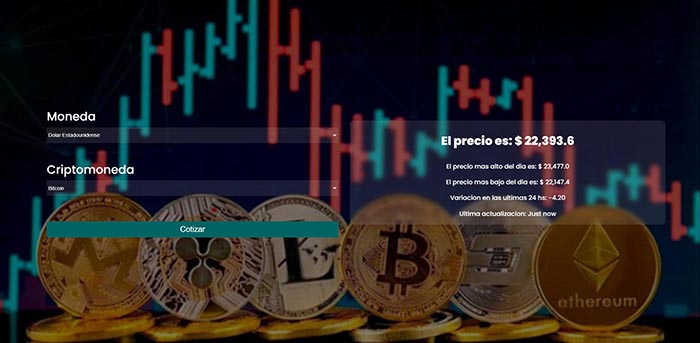 Moneda
Dolar Estadounidense
Criptomoneda
Bitcoin
Cotizar
El precio es: $ 22,393.6
El precio mas alto del dia es: $ 23,477.0
El precio mas bajo del dia es: $ 22,147.4
Variacion en las ultimas 24 hs: -4.20
Ultima actualizacion: Just now
ethereum